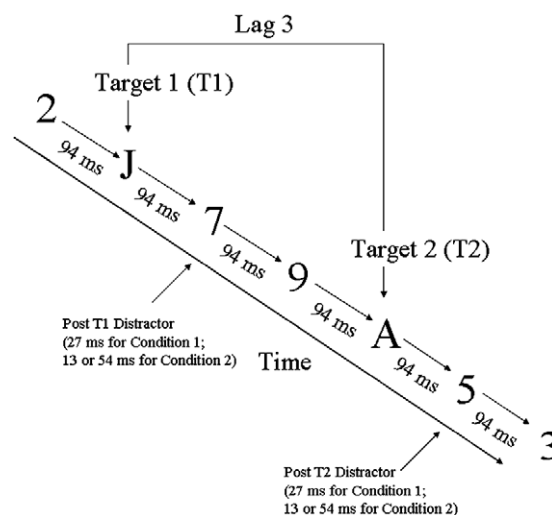 Lag 3
Target 1 (T1)
2
94 ms
J
94 ms
7
94 ms
9
Target 2 (T2)
94 ms
A
94 ms
5
94 ms
3
Post T1 Distractor
(27 ms for Condition 1;
13 or 54 ms for Condition 2)
Time
Post T2 Distractor
(27 ms for Condition 1;
13 or 54 ms for Condition 2)